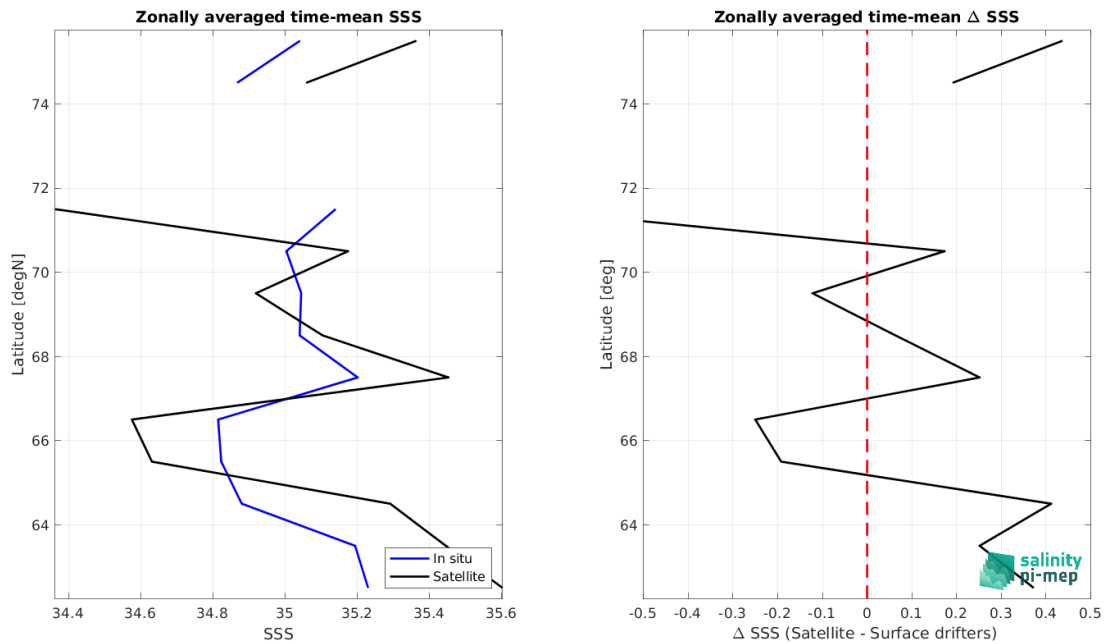 Zonally averaged time-mean SSS
74
72
70
68
66
64
Latitude [degN]
34.4 34.6 34.8 35 35.2 35.4 35.6
SSS
In situ
Satellite
Zonally averaged time-mean Δ SSS
74
72
70
68
66
64
Latitude [deg]
-0.5 -0.4 -0.3 -0.2 -0.1 0 0.1 0.2 0.3 0.4 0.5
Δ SSS (Satellite - Surface drifters)
salinity
pi-mep